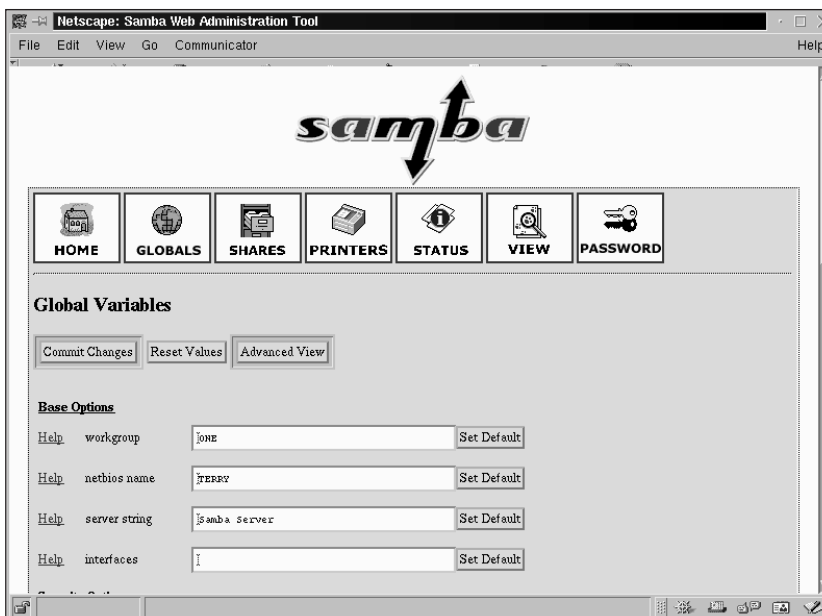 Netscape: Samba Web Administration Tool
File Edit View Go Communicator Help
samba
HOME GLOBALS SHARES PRINTERS STATUS VIEW PASSWORD
Global Variables
Commit Changes Reset Values Advanced View
Base Options
Help workgroup ONE Set Default
Help netbios name TERRY Set Default
Help server string Samba Server Set Default
Help interfaces Set Default